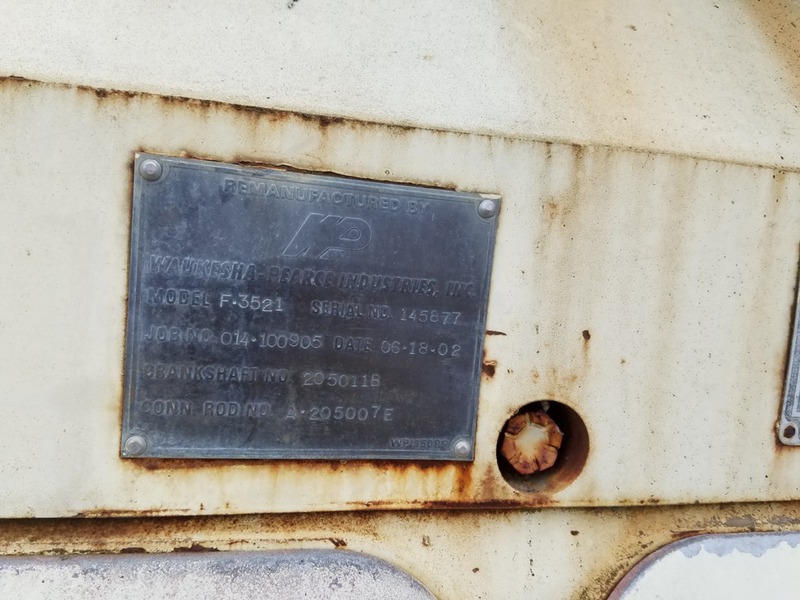 REMANUFACTURED BY
WP
WAUKESHA-PEARCE INDUSTRIES, INC.
MODEL F-3521 SERIAL NO. 145877
JOB NO. 014-100905 DATE 06-18-02
CRANKSHAFT NO. 205011B
CONN. ROD NO. A-205007E